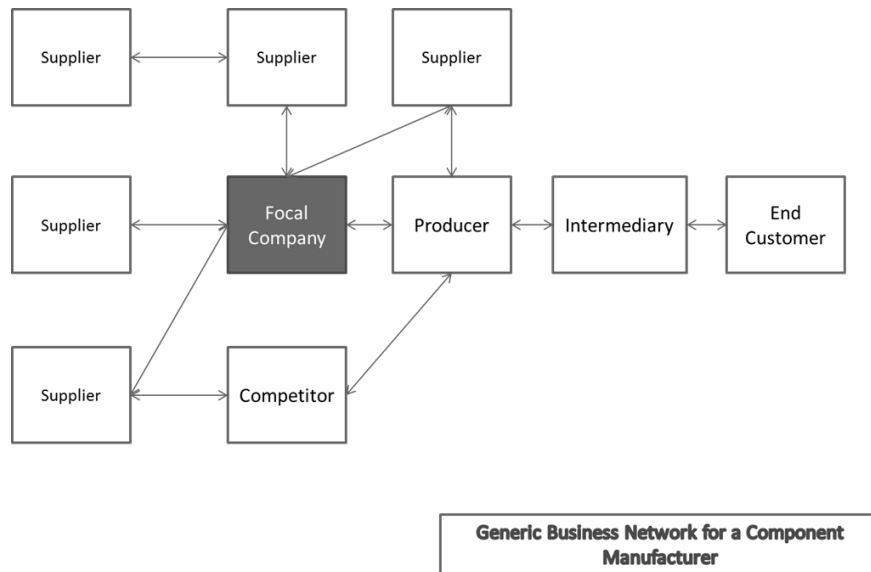 Supplier
Supplier
Supplier
Supplier
Focal
Company
Producer
Intermediary
End
Customer
Supplier
Competitor
Generic Business Network for a Component
Manufacturer